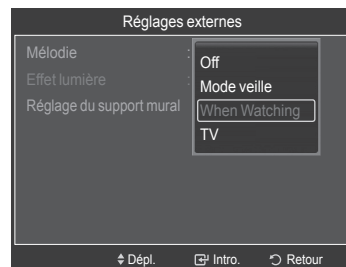 Réglages externes
Mélodie :
Off
Effet lumière :
Mode veille
Réglage du support mural
When Watching
TV
Dépl. Intro. Retour